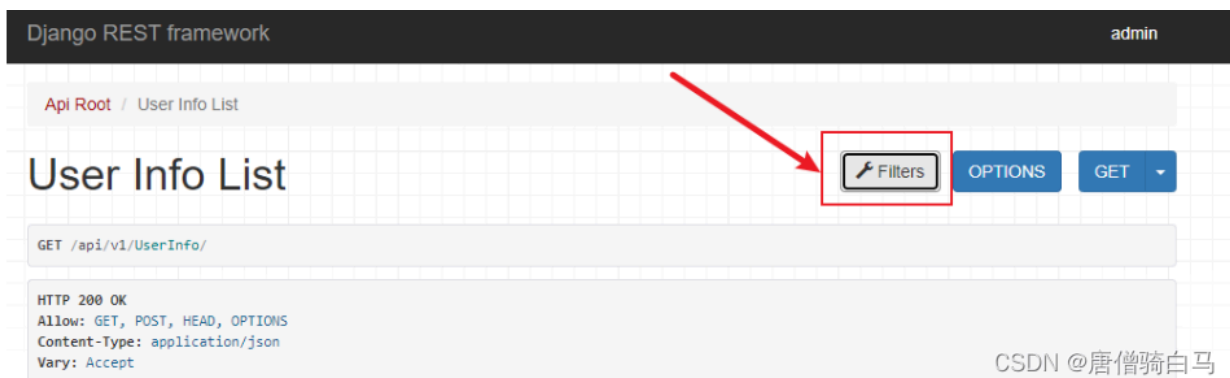 Django REST framework admin
Api Root / User Info List
User Info List Filters OPTIONS GET
GET /api/v1/UserInfo/
HTTP 200 OK
Allow: GET, POST, HEAD, OPTIONS
Content-Type: application/json
Vary: Accept
CSDN @唐僧骑白马